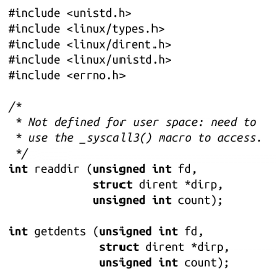 #include <unistd.h>
#include <linux/types.h>
#include <linux/dirent.h>
#include <linux/unistd.h>
#include <errno.h>

/*
 * Not defined for user space: need to
 * use the _syscall3() macro to access.
 */
int readdir (unsigned int fd,
             struct dirent *dirp,
             unsigned int count);

int getdents (unsigned int fd,
              struct dirent *dirp,
              unsigned int count);